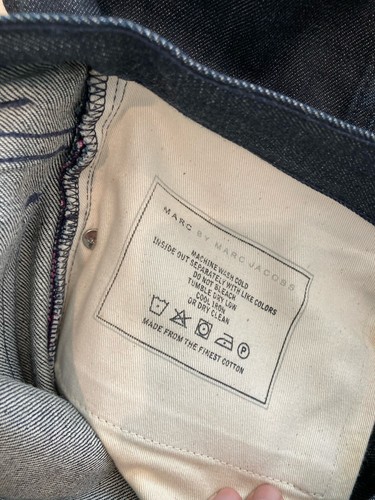 MARC BY MARC JACOBS
MACHINE WASH COLD
INSIDE OUT SEPARATELY WITH LIKE COLORS
DO NOT BLEACH
TUMBLE DRY LOW
COOL IRON
OR DRY CLEAN
P
MADE FROM THE FINEST COTTON